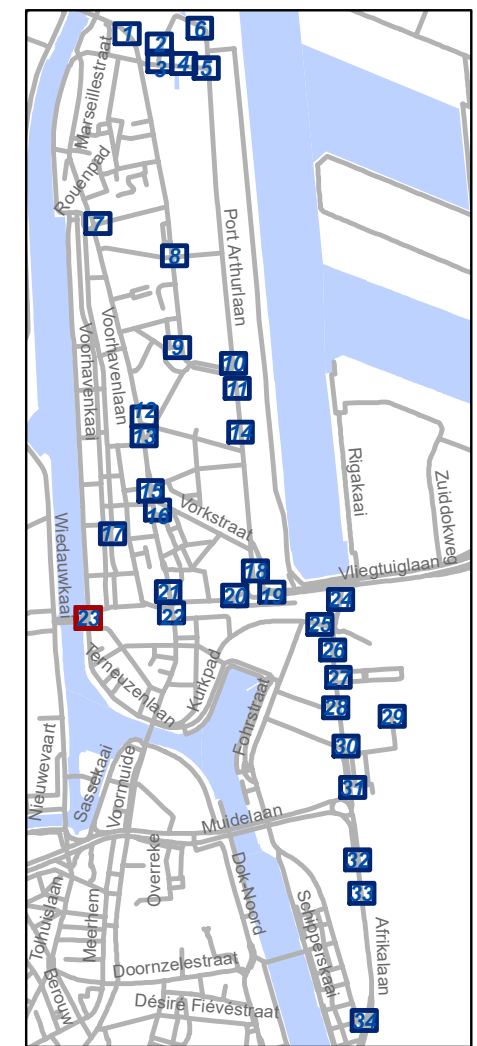 1
2
6
3
4
5
Marseillestraat
Rouenpad
7
Port Arthurlaan
8
Voorhavenlaan
Voorhavenkaai
9
10
11
12
13
14
Rigakaai
Zuiddokweg
15
16
Vorkstraat
17
Wiedauwkaai
18
Vliegtuiglaan
19
20
21
22
23
24
25
26
Terneuzenlaan
Kurkpad
27
28
29
Fohrstraat
30
Nieuwevaart
Sassekaai
Voormuide
31
Muidelaan
Overreke
32
33
Dok-Noord
Tolhuislaan
Meerhem
Schipperskaai
Afrikalaan
Doornzelestraat
Berouw
Désiré Fiévéstraat
34